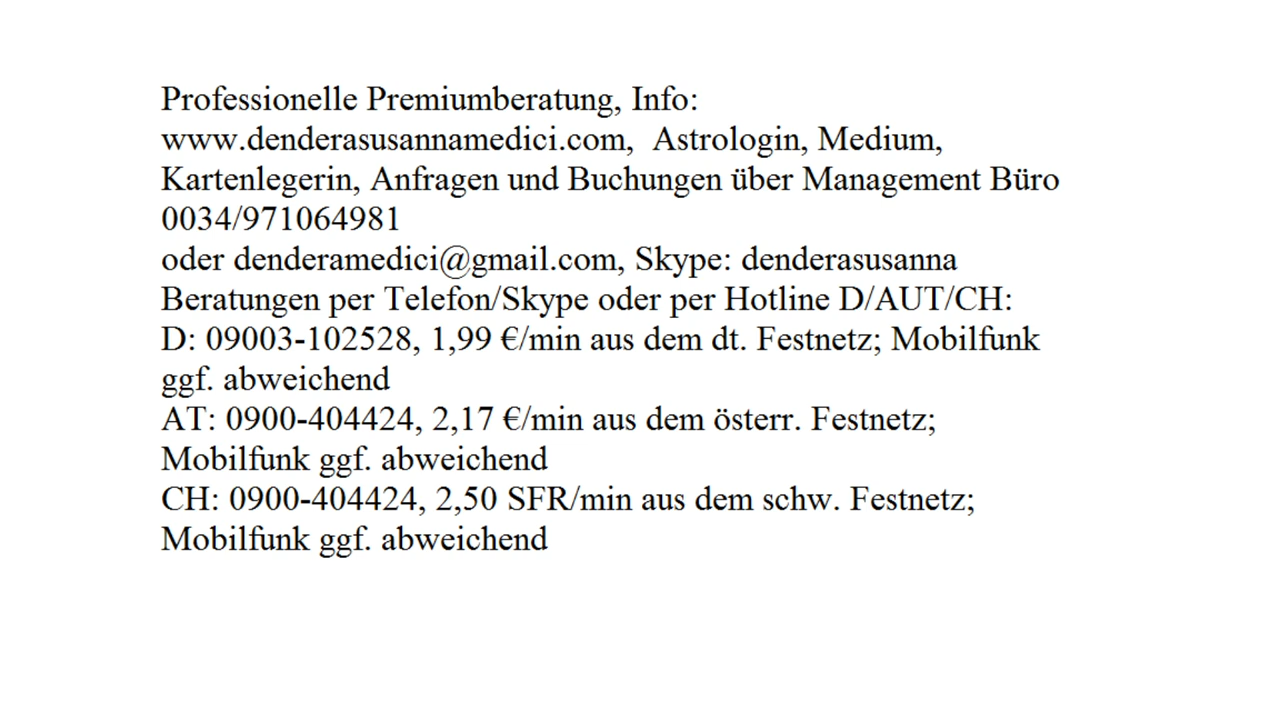 Professionelle Premiumberatung, Info:
www.denderasusannamedici.com,  Astrologin, Medium,
Kartenlegerin, Anfragen und Buchungen über Management Büro
0034/971064981
oder denderamedici@gmail.com, Skype: denderasusanna
Beratungen per Telefon/Skype oder per Hotline D/AUT/CH:
D: 09003-102528, 1,99 €/min aus dem dt. Festnetz; Mobilfunk
ggf. abweichend
AT: 0900-404424, 2,17 €/min aus dem österr. Festnetz;
Mobilfunk ggf. abweichend
CH: 0900-404424, 2,50 SFR/min aus dem schw. Festnetz;
Mobilfunk ggf. abweichend